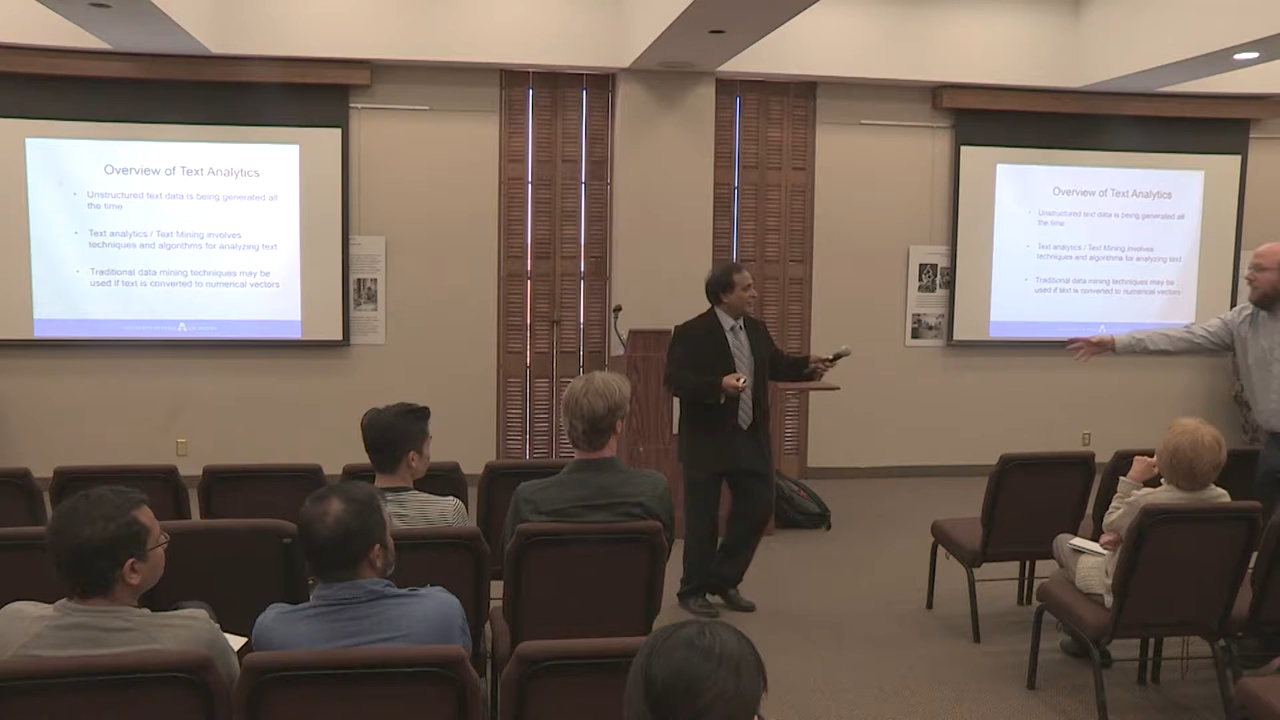 Overview of Text Analytics
• Unstructured text data is being generated all
the time
• Text analytics / Text Mining involves
techniques and algorithms for analyzing text
• Traditional data mining techniques may be
used if text is converted to numerical vectors
Overview of Text Analytics
• Unstructured text data is being generated all
the time
• Text analytics / Text Mining involves
techniques and algorithms for analyzing text
• Traditional data mining techniques may be
used if text is converted to numerical vectors